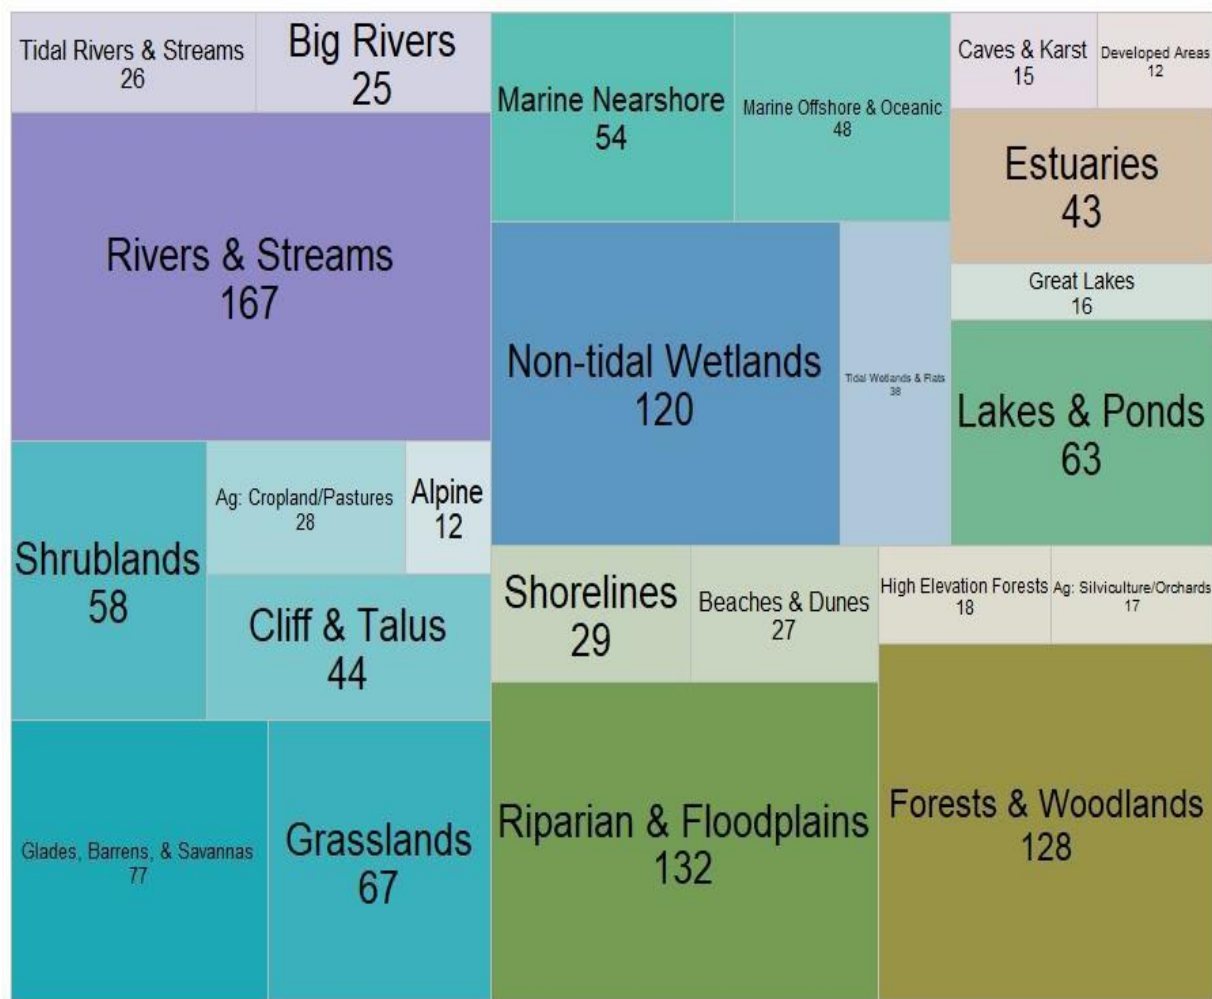 Tidal Rivers & Streams
26
Big Rivers
25
Rivers & Streams
167
Shrublands
58
Ag: Cropland/Pastures
28
Alpine
12
Cliff & Talus
44
Glades, Barrens, & Savannas
77
Grasslands
67
Marine Nearshore
54
Marine Offshore & Oceanic
48
Non-tidal Wetlands
120
Tidal Wetlands & Flats
38
Caves & Karst
15
Developed Areas
12
Estuaries
43
Great Lakes
16
Lakes & Ponds
63
Shorelines
29
Beaches & Dunes
27
Riparian & Floodplains
132
High Elevation Forests
18
Ag: Silviculture/Orchards
17
Forests & Woodlands
128